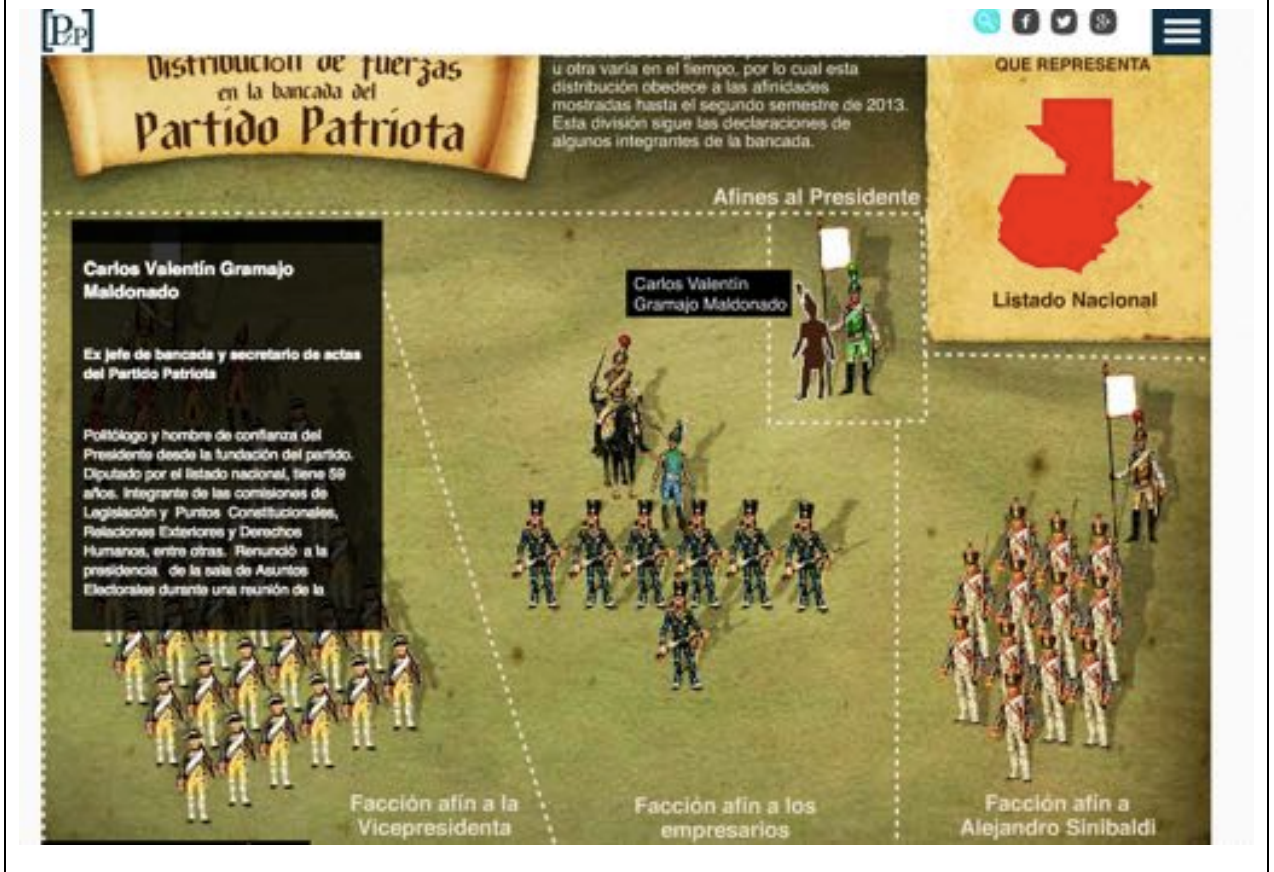 PzP
Distribución de fuerzas
en la bancada del
Partido Patriota
u otra varía en el tiempo, por lo cual esta
distribución obedece a las afinidades
mostradas hasta el segundo semestre de 2013.
Esta división sigue las declaraciones de
algunos integrantes de la bancada.
QUE REPRESENTA
Listado Nacional
Afines al Presidente
Carlos Valentín Gramajo
Maldonado
Ex jefe de bancada y secretario de actas
del Partido Patriota
Politólogo y hombre de confianza del
Presidente desde la fundación del partido.
Diputado por el listado nacional, tiene 59
años. Integrante de las comisiones de
Legislación y Puntos Constitucionales,
Relaciones Exteriores y Derechos
Humanos, entre otras. Renunció a la
presidencia de la sala de Asuntos
Electorales durante una reunión de la
Carlos Valentín
Gramajo Maldonado
Facción afín a la
Vicepresidenta
Facción afín a los
empresarios
Facción afín a
Alejandro Sinibaldi